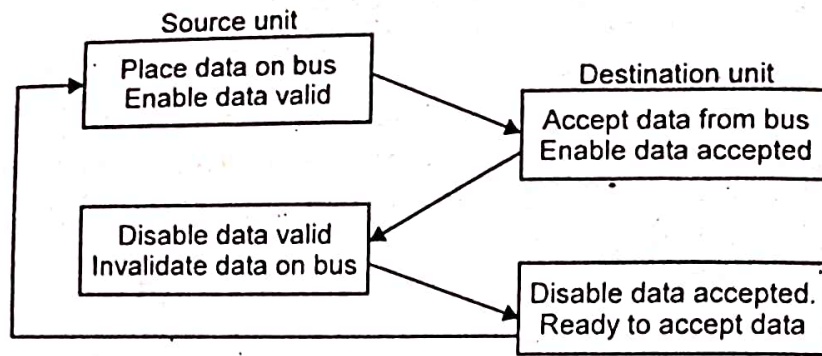 Source unit
Place data on bus
Enable data valid
Destination unit
Accept data from bus
Enable data accepted
Disable data valid
Invalidate data on bus
Disable data accepted.
Ready to accept data